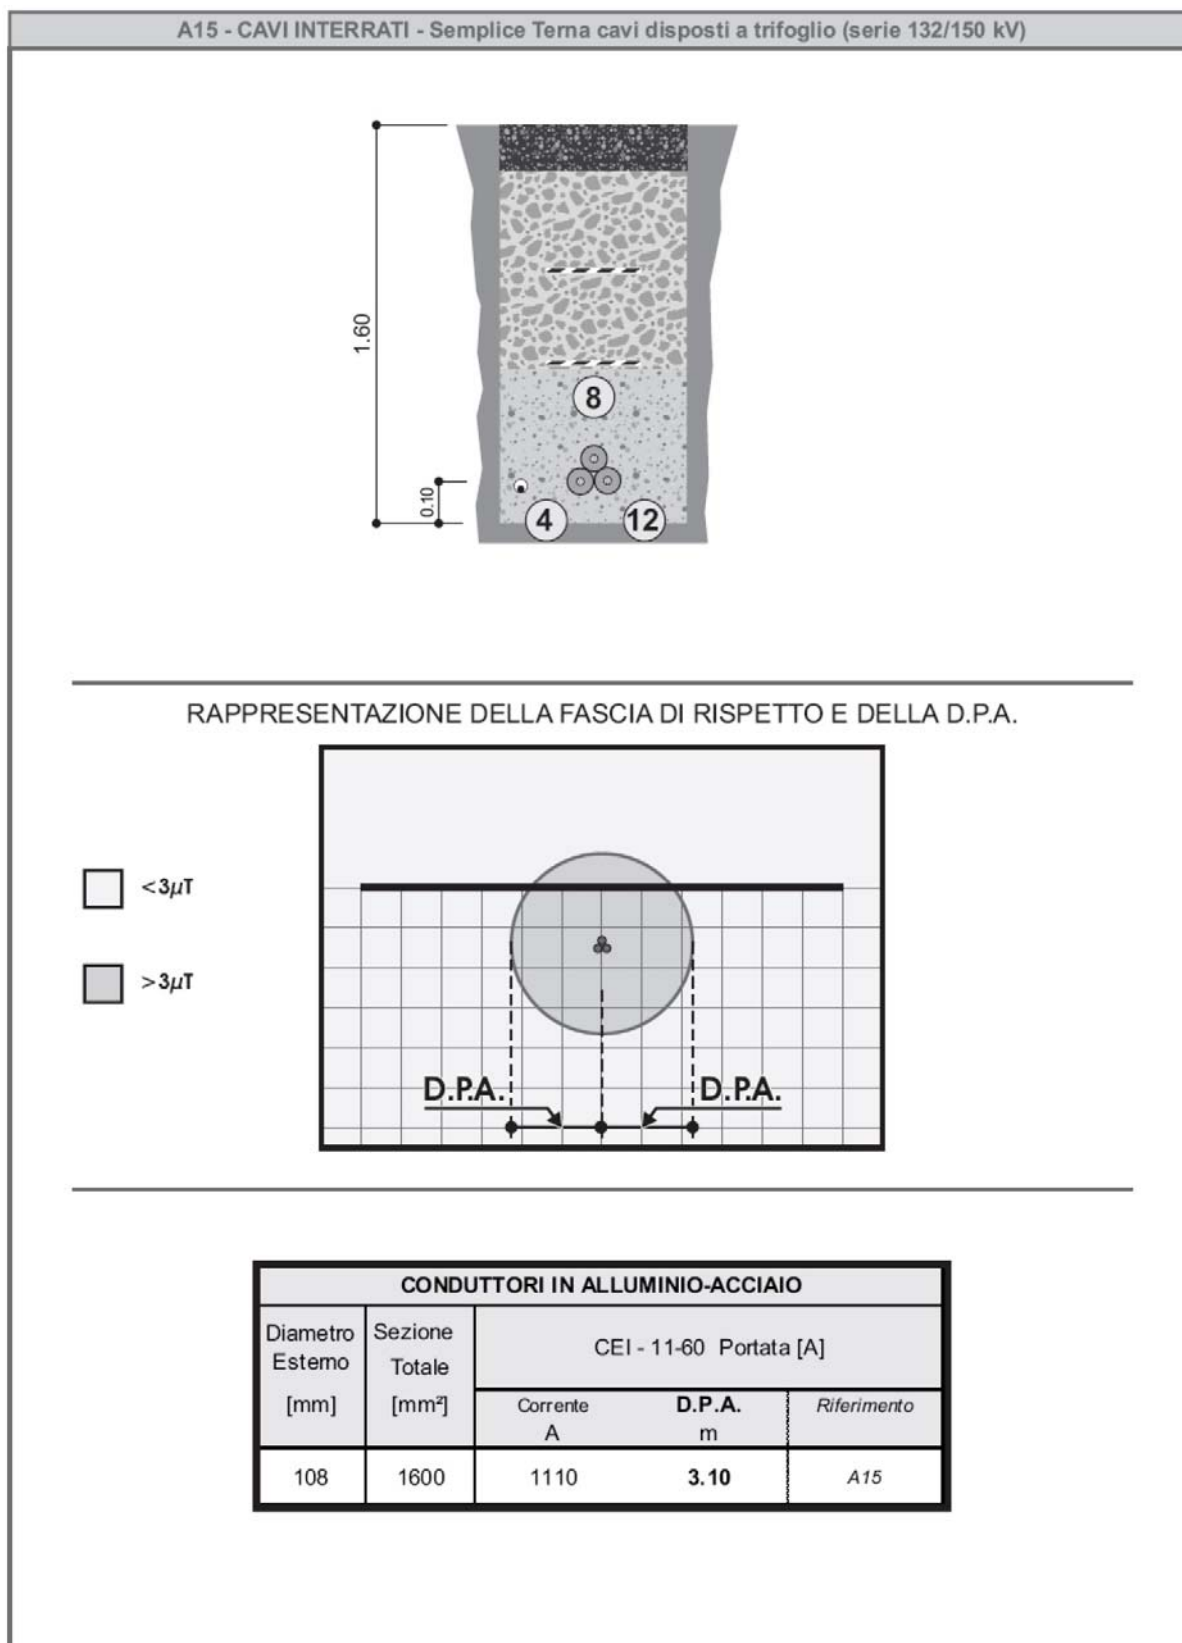 A15 - CAVI INTERRATI - Semplice Terna cavi disposti a trifoglio (serie 132/150 kV)
1.60
0.10
8
4
12
RAPPRESENTAZIONE DELLA FASCIA DI RISPETTO E DELLA D.P.A.
<3µT
>3µT
D.P.A.
D.P.A.
CONDUTTORI IN ALLUMINIO-ACCIAIO
Diametro Esterno [mm]
Sezione Totale [mm²]
CEI - 11-60 Portata [A]
Corrente A
D.P.A. m
Riferimento
108 1600 1110 3.10 A15